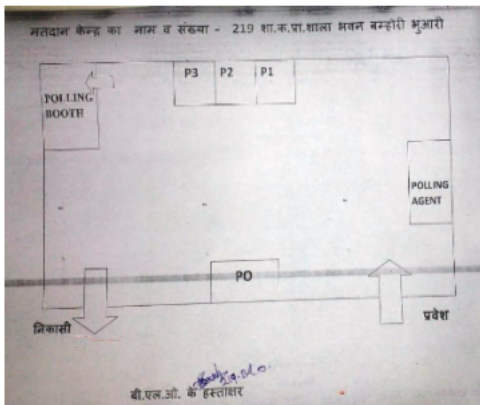 मतदान केन्द्र का नाम व संख्या - 219 शा.क.प्रा.शाला भवन बम्होरी भुआरी
P3 P2 P1
POLLING
BOOTH
POLLING
AGENT
PO
निकासी
प्रवेश
बी.एल.ओ. के हस्ताक्षर